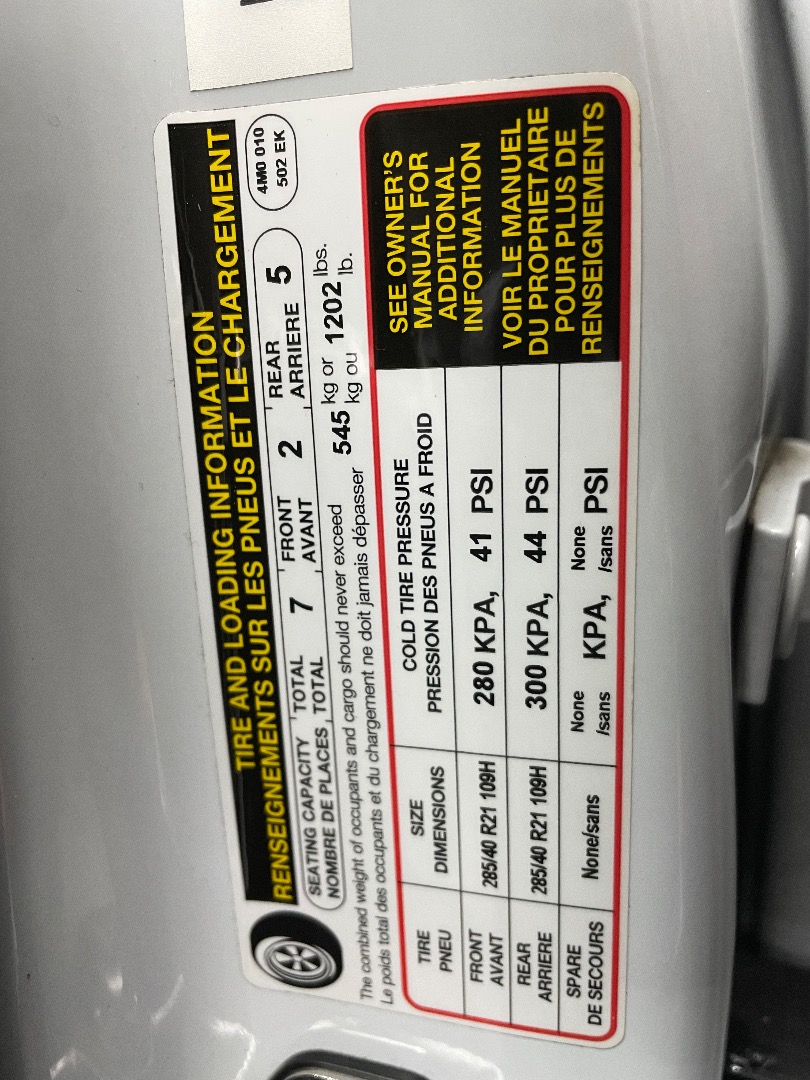 TIRE AND LOADING INFORMATION
RENSEIGNEMENTS SUR LES PNEUS ET LE CHARGEMENT
SEATING CAPACITY TOTAL 7 FRONT 2 REAR 5
NOMBRE DE PLACES TOTAL AVANT ARRIERE
4M0 010
502 EK
The combined weight of occupants and cargo should never exceed 545 kg or 1202 lbs.
Le poids total des occupants et du chargement ne doit jamais dépasser kg ou lb.
TIRE SIZE COLD TIRE PRESSURE
PNEU DIMENSIONS PRESSION DES PNEUS A FROID
FRONT 285/40 R21 109H 280 KPA, 41 PSI
AVANT
REAR 285/40 R21 109H 300 KPA, 44 PSI
ARRIERE
SPARE None/sans None /sans KPA, None /sans PSI
DE SECOURS
SEE OWNER'S
MANUAL FOR
ADDITIONAL
INFORMATION
VOIR LE MANUEL
DU PROPRIETAIRE
POUR PLUS DE
RENSEIGNEMENTS